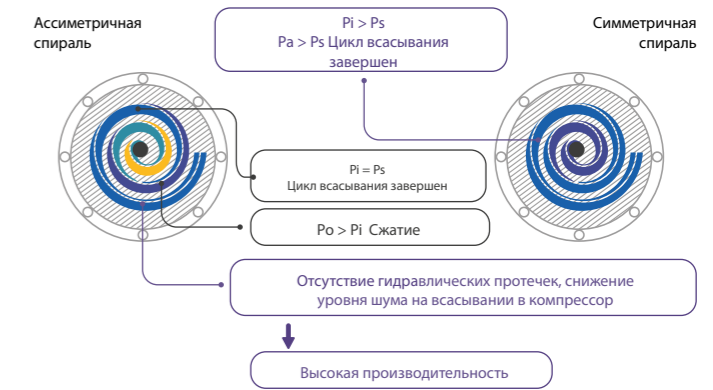 Ассиметричная
спираль
Pi > Ps
Pa > Ps Цикл всасывания
завершен
Симметричная
спираль
Pi = Ps
Цикл всасывания завершен
Po > Pi Сжатие
Отсутствие гидравлических протечек, снижение
уровня шума на всасывании в компрессор
Высокая производительность